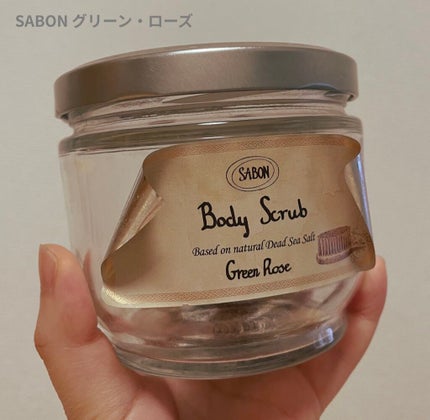 SABON グリーン・ローズ
SABON
Body Scrub
Based on natural Dead Sea Salt
Green Rose